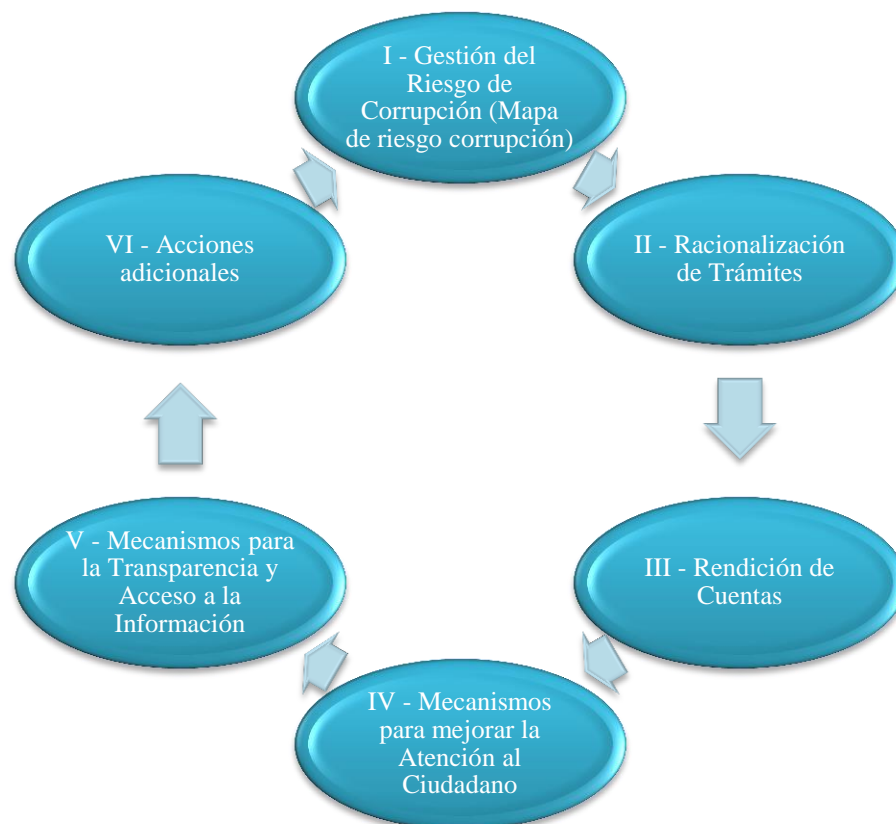 I - Gestión del
Riesgo de
Corrupción (Mapa
de riesgo corrupción)
II - Racionalización
de Trámites
III - Rendición de
Cuentas
IV - Mecanismos
para mejorar la
Atención al
Ciudadano
V - Mecanismos para
la Transparencia y
Acceso a la
Información
VI - Acciones
adicionales